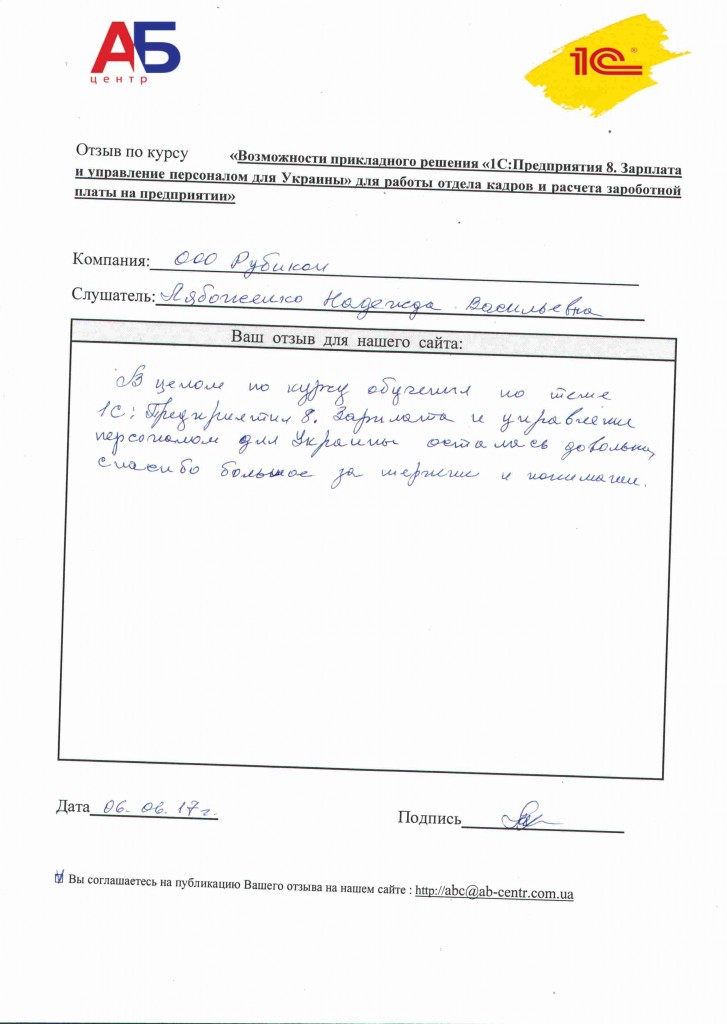 АБ
центр
1С
Отзыв по курсу «Возможности прикладного решения «1С:Предприятия 8. Зарплата
и управление персоналом для Украины» для работы отдела кадров и расчета зароботной
платы на предприятии»
Компания: ООО Рубикон
Слушатель: Надежда Васильевна
Ваш отзыв для нашего сайта:
В целом по курсу обучения по теме
1С: Предприятия 8. Зарплата и управление
персоналом для Украины осталась довольна,
спасибо большое за терпение и понимание.
Дата 06.06.17г.
Подпись
Вы соглашаетесь на публикацию Вашего отзыва на нашем сайте : http://abc@ab-centr.com.ua